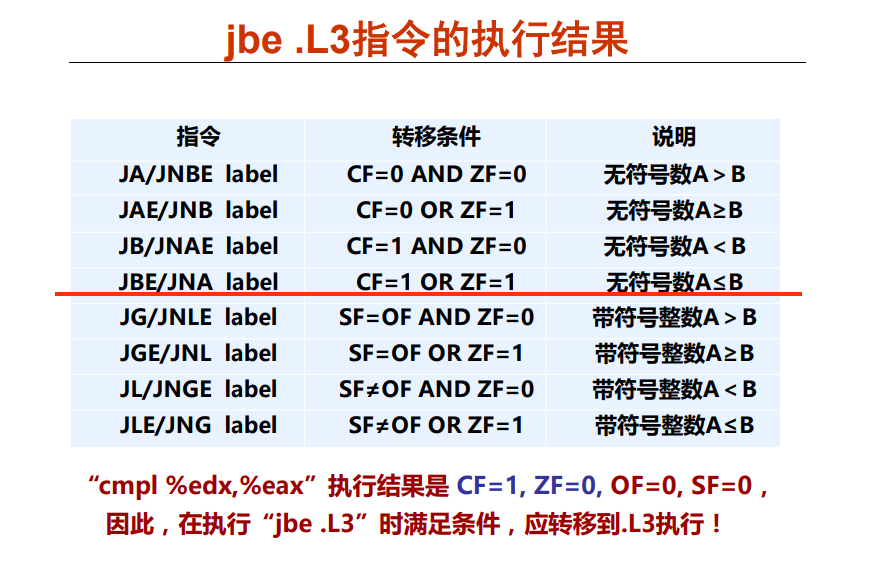 jbe .L3指令的执行结果
指令 转移条件 说明
JA/JNBE label CF=0 AND ZF=0 无符号数A＞B
JAE/JNB label CF=0 OR ZF=1 无符号数A≥B
JB/JNAE label CF=1 AND ZF=0 无符号数A＜B
JBE/JNA label CF=1 OR ZF=1 无符号数A≤B
JG/JNLE label SF=OF AND ZF=0 带符号整数A＞B
JGE/JNL label SF=OF OR ZF=1 带符号整数A≥B
JL/JNGE label SF≠OF AND ZF=0 带符号整数A＜B
JLE/JNG label SF≠OF OR ZF=1 带符号整数A≤B
“cmpl %edx,%eax”执行结果是 CF=1, ZF=0, OF=0, SF=0，
因此，在执行“jbe .L3”时满足条件，应转移到.L3执行！